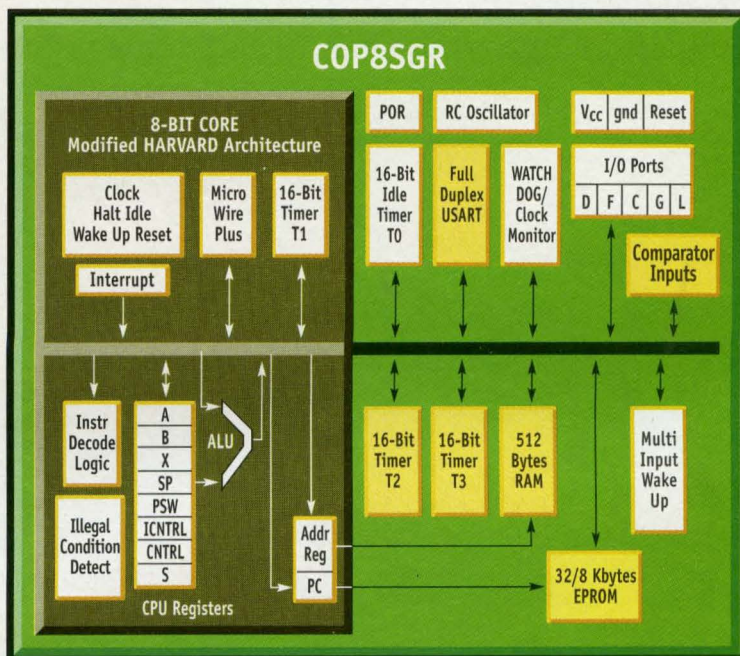 COP8SGR
8-BIT CORE
Modified HARVARD Architecture
Clock
Halt Idle
Wake Up Reset
Micro
Wire
Plus
16-Bit
Timer
T1
Interrupt
POR
RC Oscillator
Vcc gnd Reset
16-Bit
Idle
Timer
T0
Full
Duplex
USART
WATCH
DOG/
Clock
Monitor
I/O Ports
D F C G L
Comparator
Inputs
Instr
Decode
Logic
Illegal
Condition
Detect
A
B
X
SP
PSW
ICNTRL
CNTRL
S
ALU
CPU Registers
Addr
Reg
PC
16-Bit
Timer
T2
16-Bit
Timer
T3
512
Bytes
RAM
Multi
Input
Wake
Up
32/8 Kbytes
EPROM